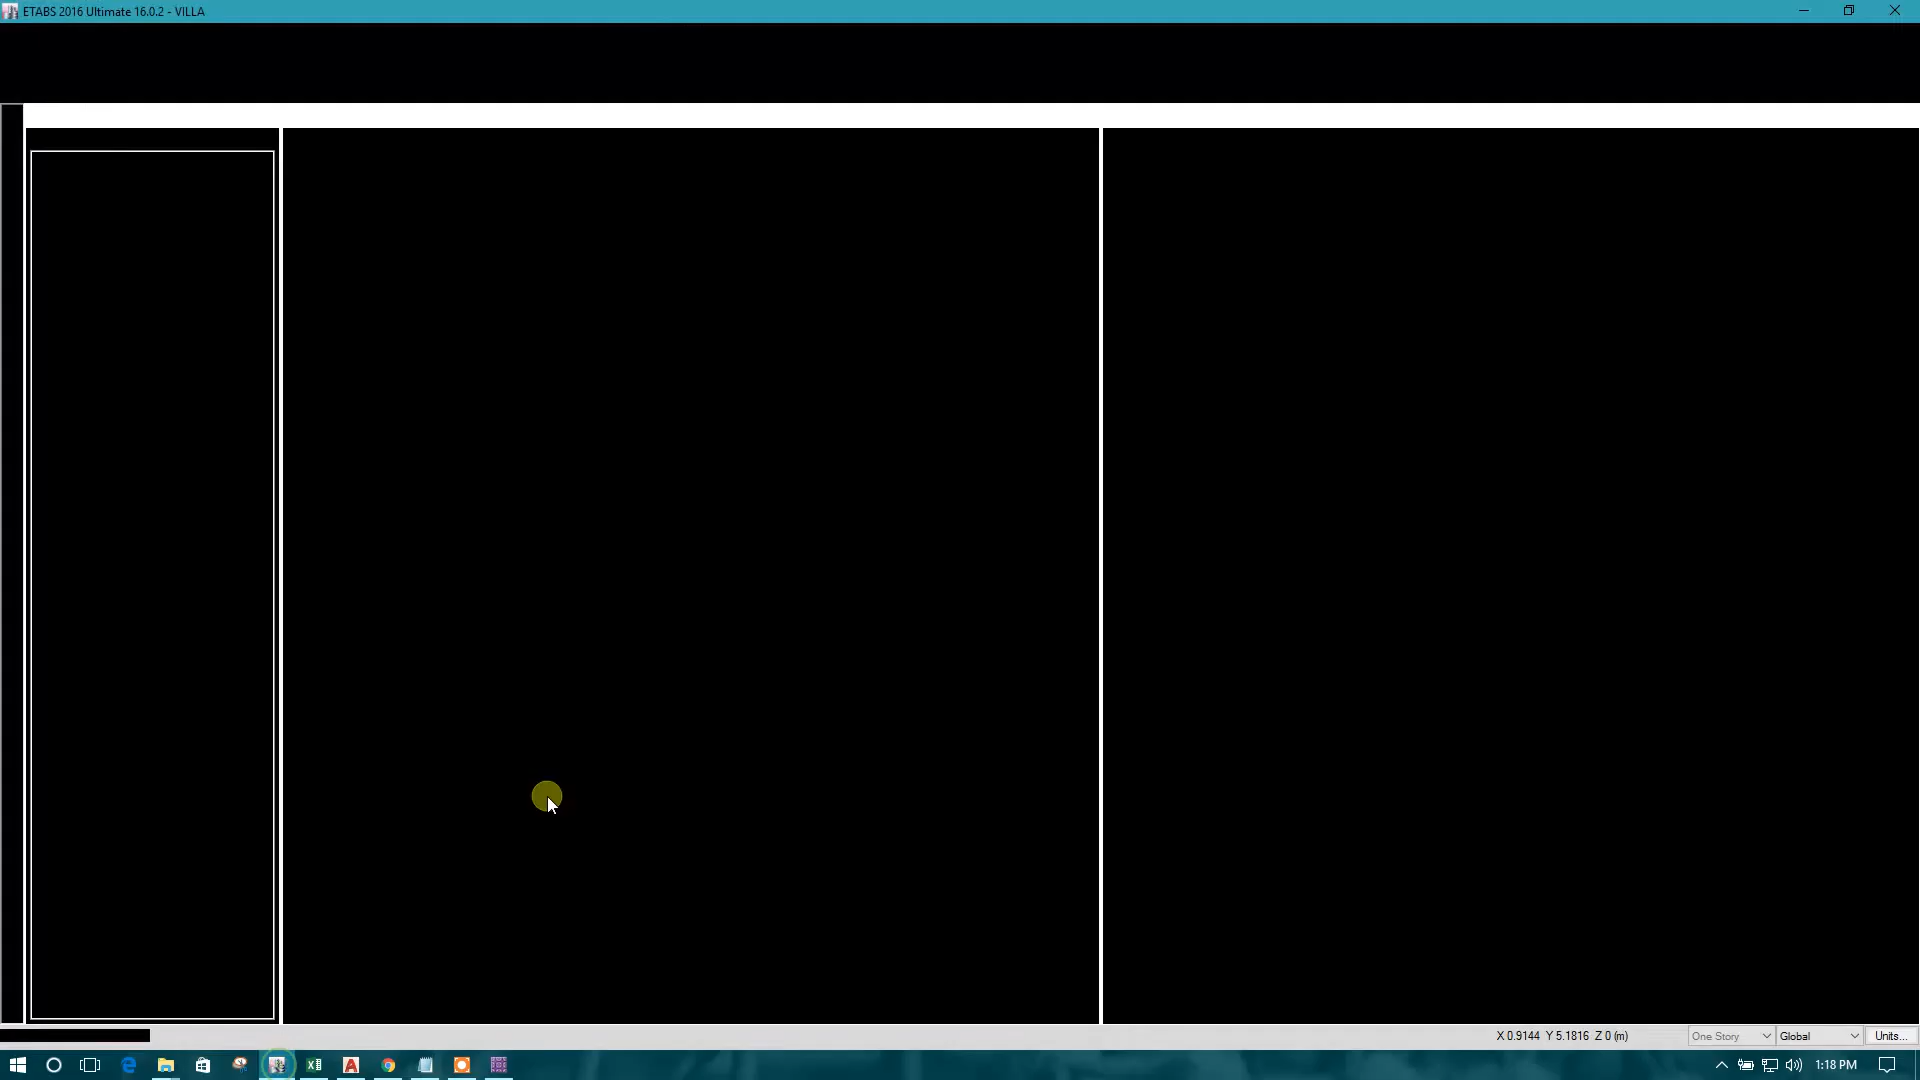 ETABS 2016 Ultimate 16.0.2 - VILLA
X 0.9144 Y 5.1816 Z 0 (m)
One Story
Global
Units...
1:18 PM